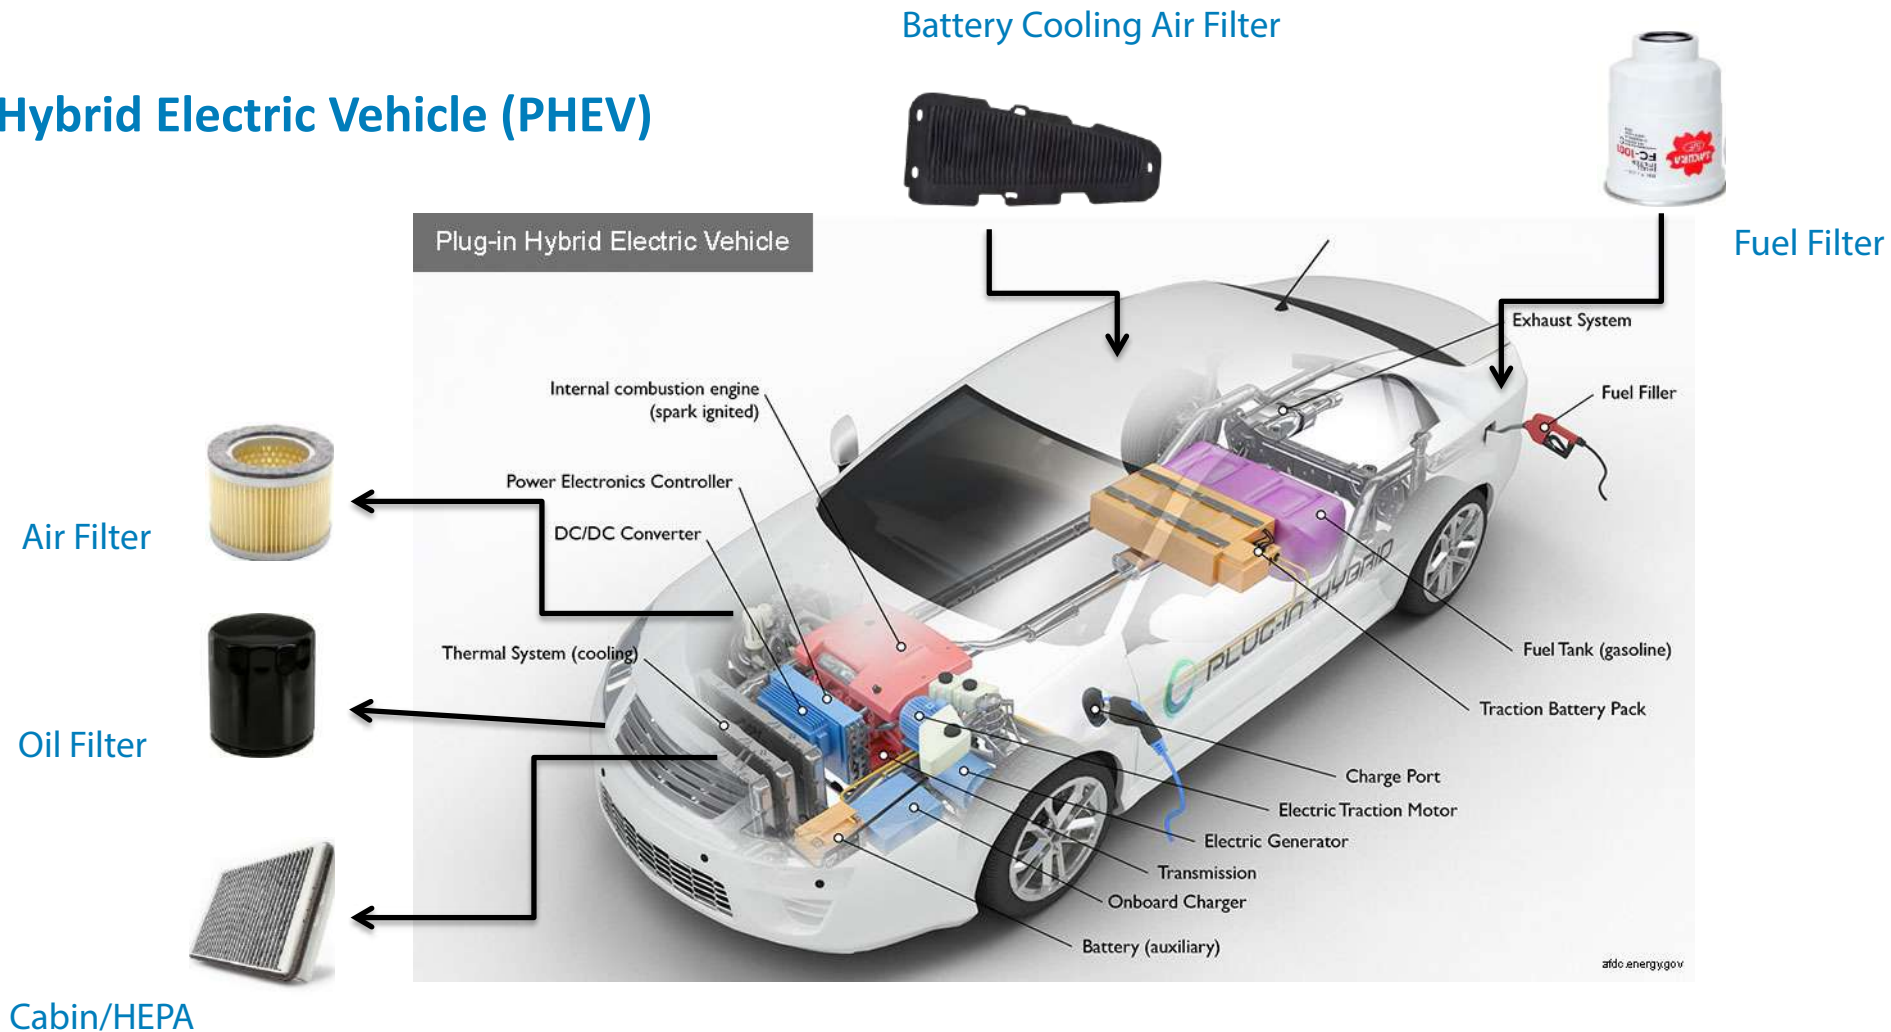 Battery Cooling Air Filter
Hybrid Electric Vehicle (PHEV)
SAKURA
FC-1001
Plug-in Hybrid Electric Vehicle
Fuel Filter
Exhaust System
Internal combustion engine
(spark ignited)
Fuel Filler
Power Electronics Controller
Air Filter
DC/DC Converter
PLUG-IN HYBRID
Thermal System (cooling)
Fuel Tank (gasoline)
Traction Battery Pack
Oil Filter
Charge Port
Electric Traction Motor
Electric Generator
Transmission
Onboard Charger
Battery (auxiliary)
afdc.energy.gov
Cabin/HEPA